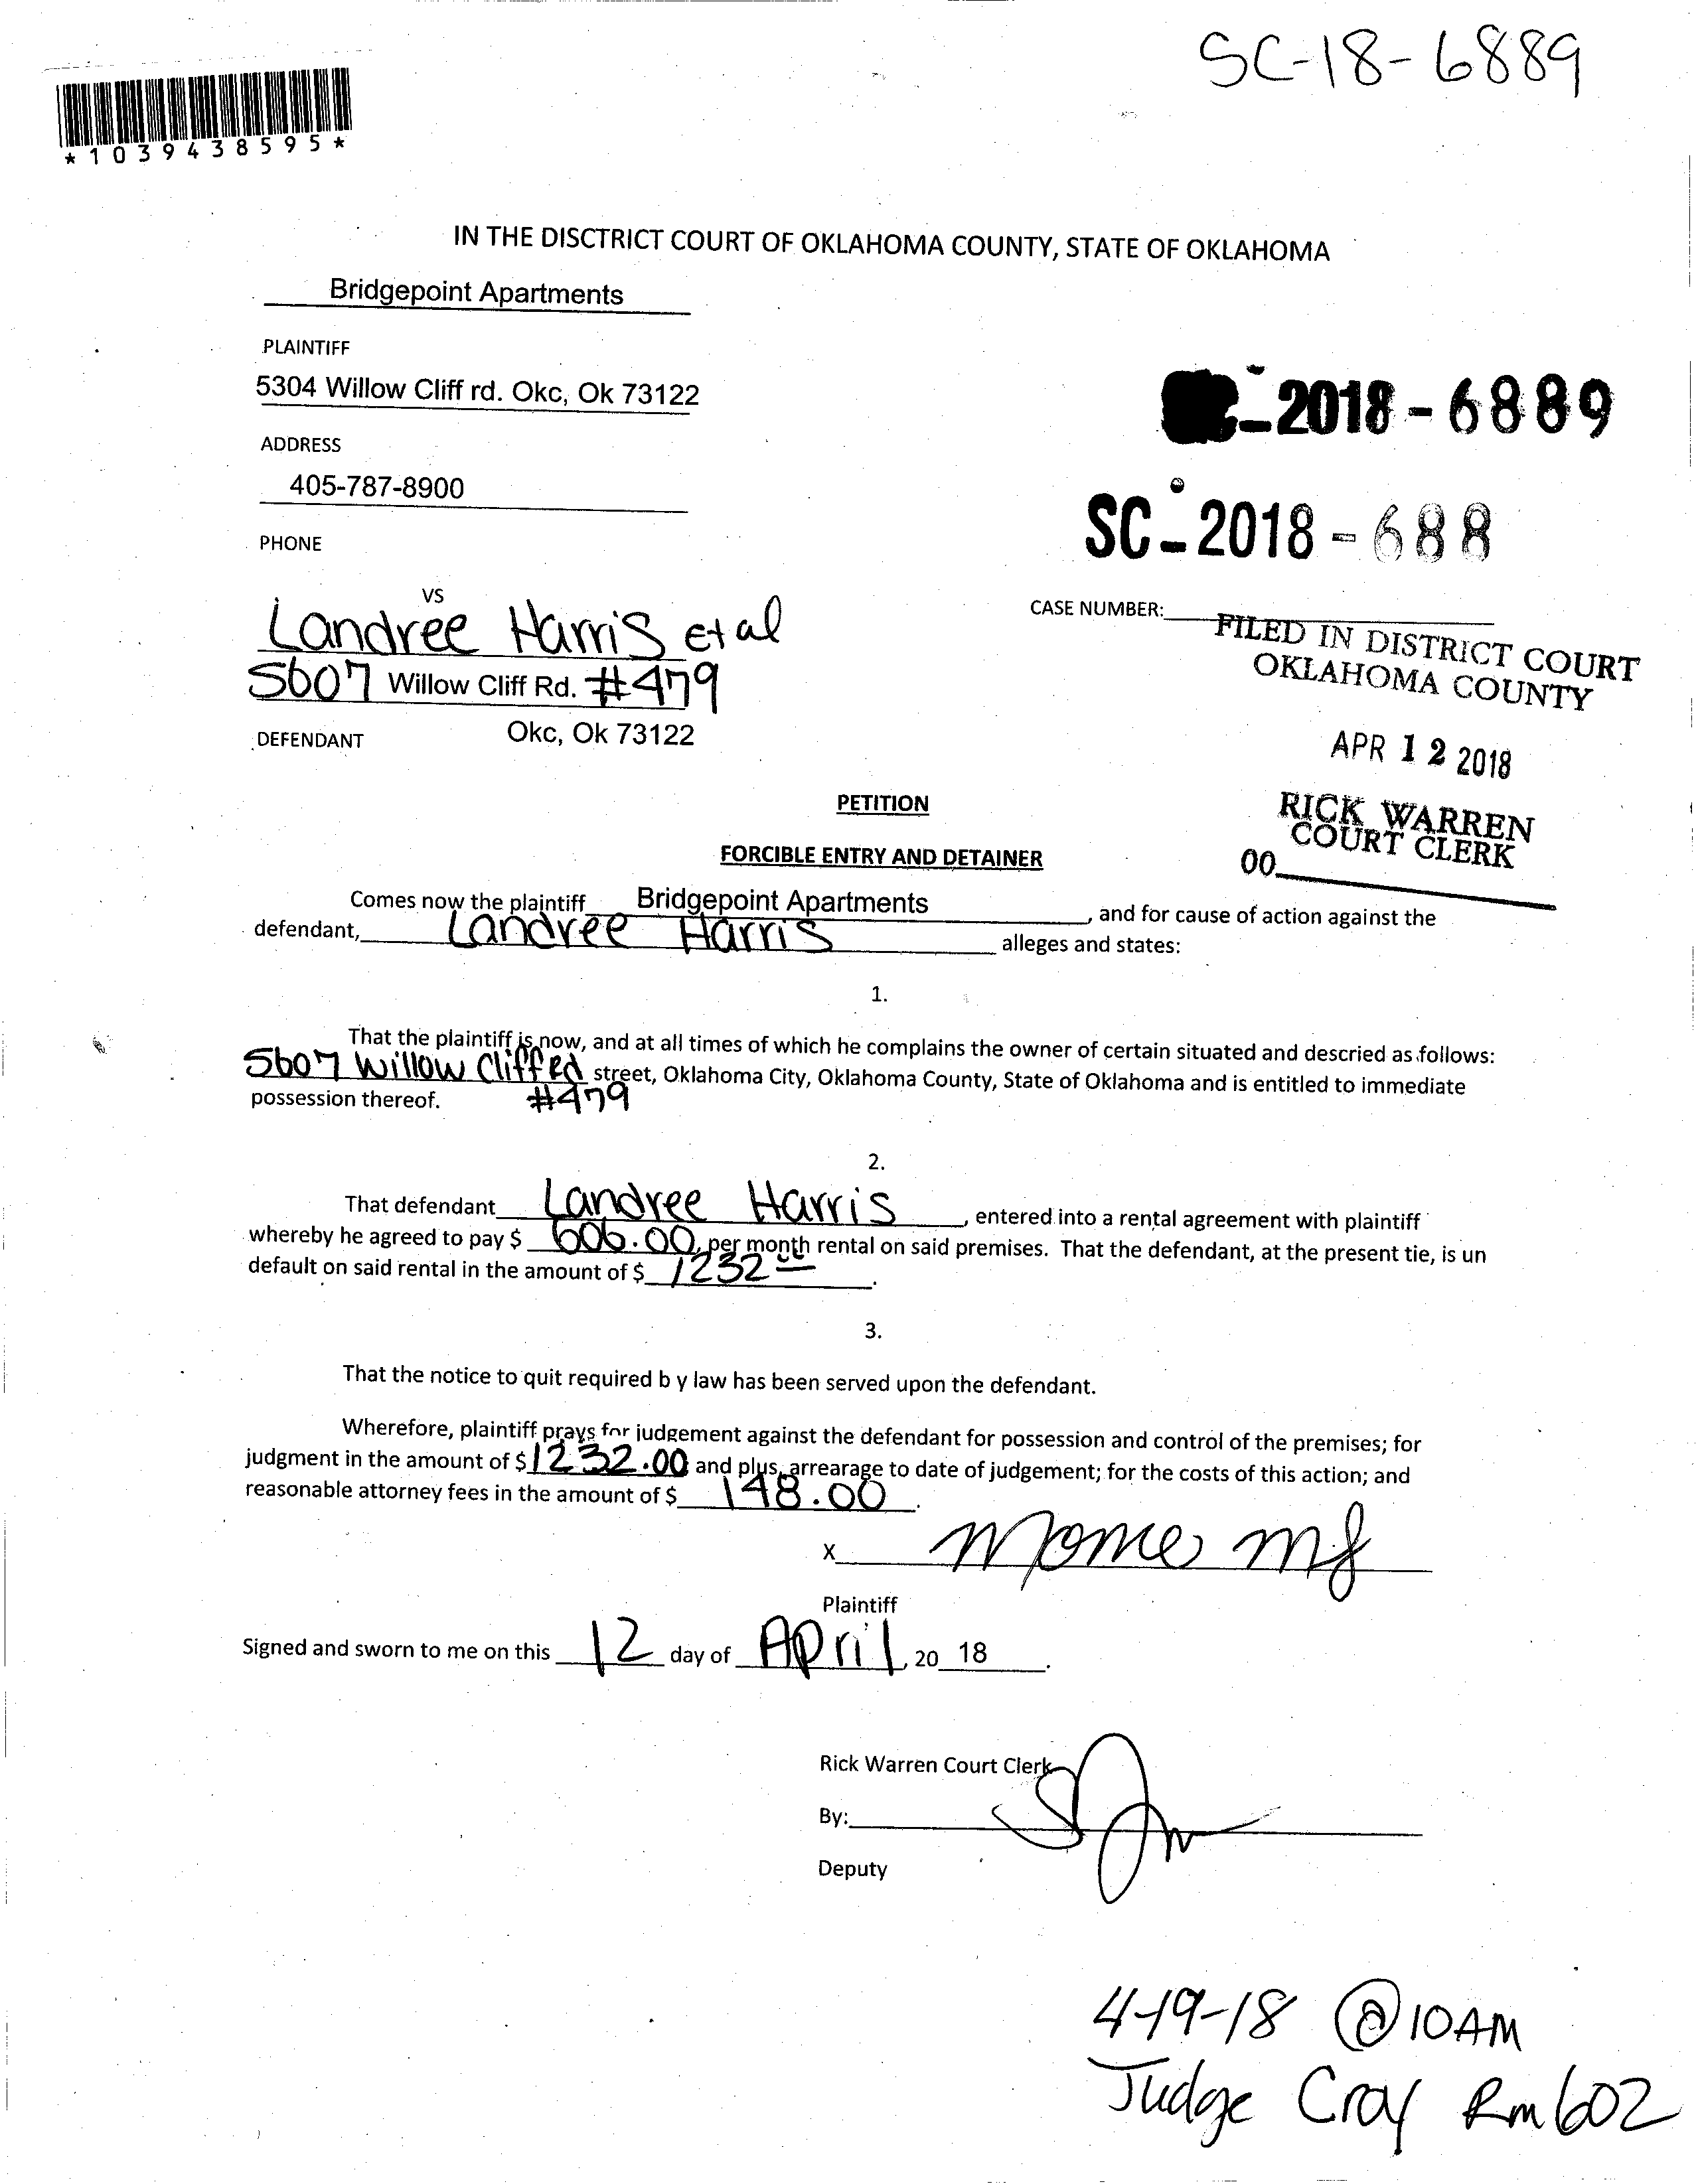 SC-18-6889
*1039438595*
IN THE DISCTRICT COURT OF OKLAHOMA COUNTY, STATE OF OKLAHOMA
Bridgepoint Apartments
PLAINTIFF
5304 Willow Cliff rd. Okc, Ok 73122
-2018-6889
ADDRESS
405-787-8900
SC-2018-688
PHONE
VS
CASE NUMBER:
Landree Harris et al
FILED IN DISTRICT COURT
OKLAHOMA COUNTY
5607 Willow Cliff Rd. #479
Okc, Ok 73122
DEFENDANT
APR 12 2018
RICK WARREN
COURT CLERK
PETITION
FORCIBLE ENTRY AND DETAINER
00
Comes now the plaintiff Bridgepoint Apartments, and for cause of action against the
defendant, Landree Harris alleges and states:
1.
That the plaintiff is now, and at all times of which he complains the owner of certain situated and descried as follows:
5607 Willow Cliff Rd street, Oklahoma City, Oklahoma County, State of Oklahoma and is entitled to immediate
possession thereof. #479
2.
That defendant Landree Harris, entered into a rental agreement with plaintiff
whereby he agreed to pay $ 606.00, per month rental on said premises. That the defendant, at the present tie, is un
default on said rental in the amount of $ 1232 00.
3.
That the notice to quit required b y law has been served upon the defendant.
Wherefore, plaintiff prays for judgement against the defendant for possession and control of the premises; for
judgment in the amount of $ 1232.00 and plus, arrearage to date of judgement; for the costs of this action; and
reasonable attorney fees in the amount of $ 148.00.
X
Plaintiff
Signed and sworn to me on this 12 day of April, 20 18.
Rick Warren Court Clerk
By:
Deputy
4-19-18 @ 10AM
Judge Cray Rm 602